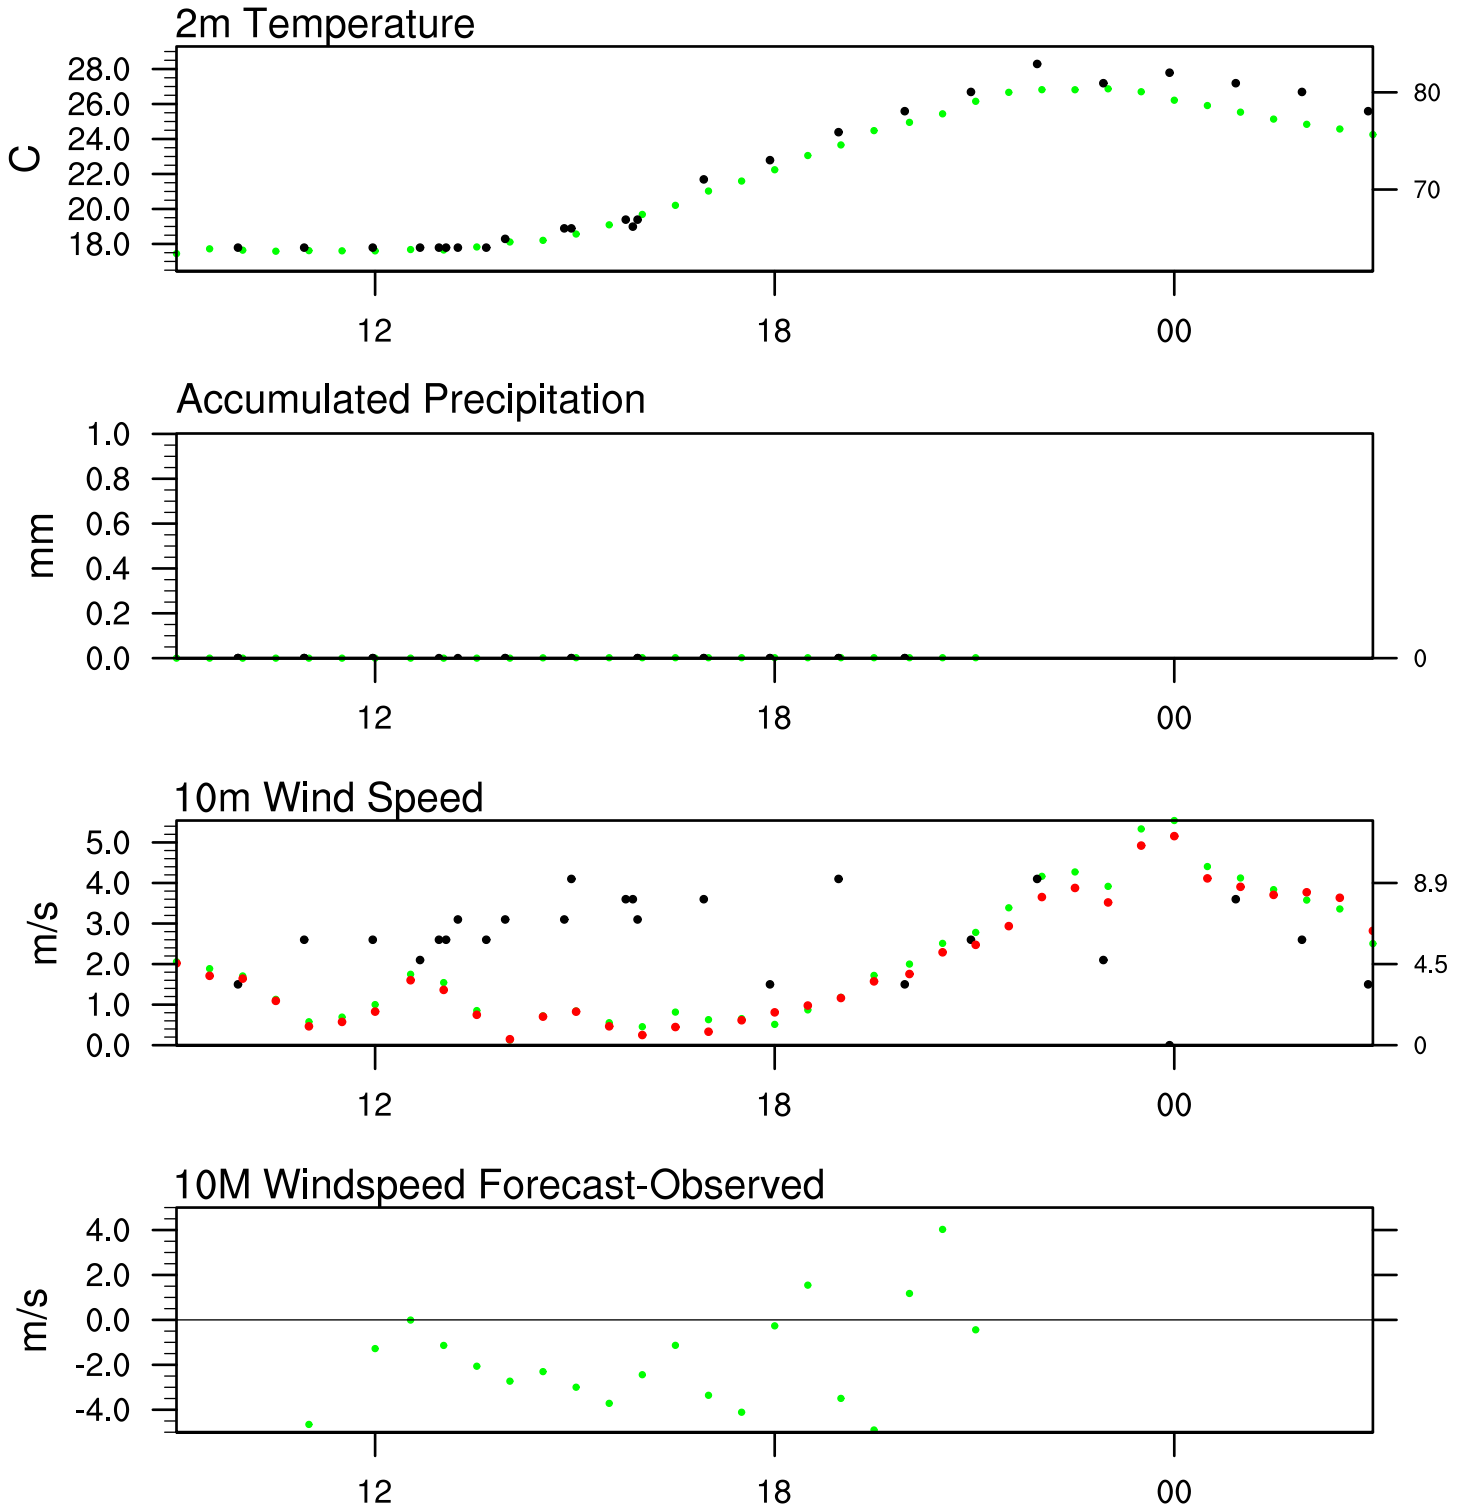 2m Temperature
28.0
26.0
24.0
22.0
20.0
18.0
C
80
70
12 18 00
Accumulated Precipitation
1.0
0.8
0.6
0.4
0.2
0.0
mm
0
12 18 00
10m Wind Speed
5.0
4.0
3.0
2.0
1.0
0.0
m/s
8.9
4.5
0
12 18 00
10M Windspeed Forecast-Observed
4.0
2.0
0.0
-2.0
-4.0
m/s
12 18 00